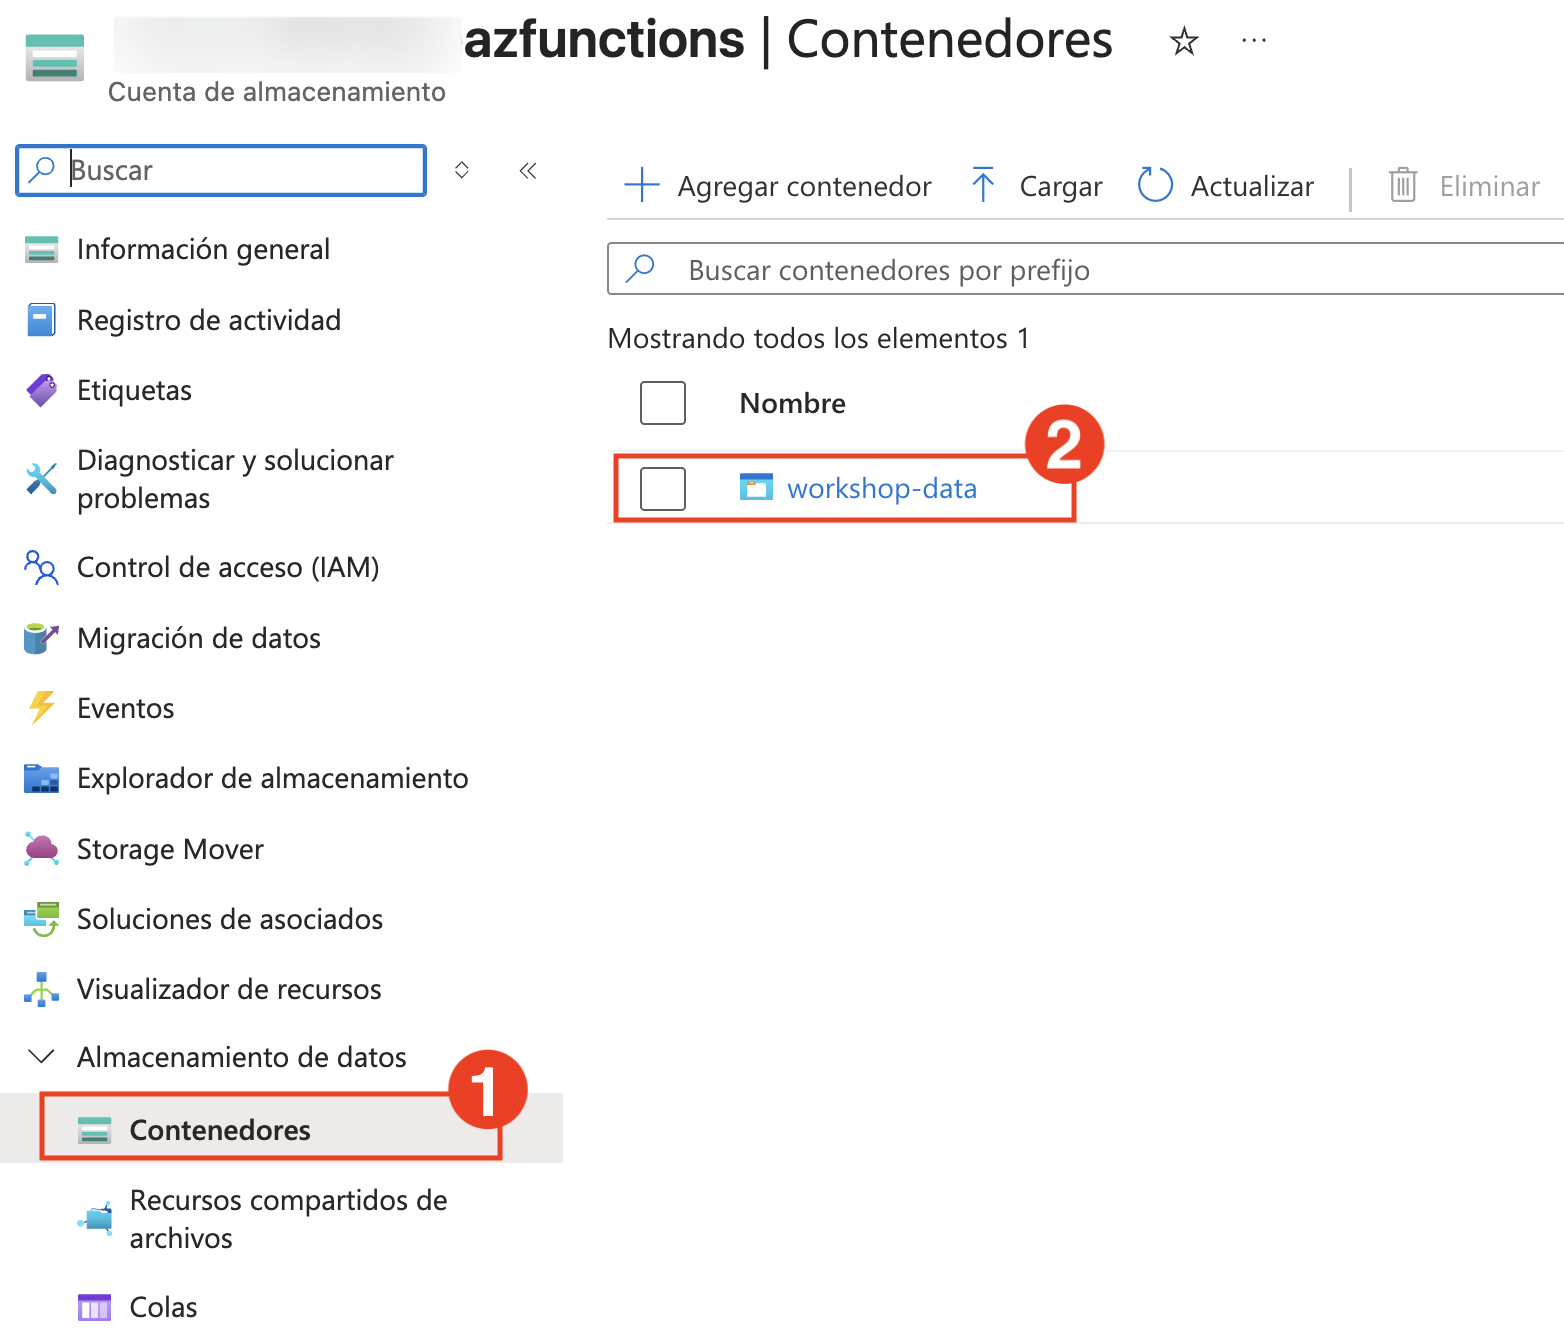 azfunctions | Contenedores
Cuenta de almacenamiento
Buscar
Información general
Registro de actividad
Etiquetas
Diagnosticar y solucionar
problemas
Control de acceso (IAM)
Migración de datos
Eventos
Explorador de almacenamiento
Storage Mover
Soluciones de asociados
Visualizador de recursos
Almacenamiento de datos
1
Contenedores
Recursos compartidos de
archivos
Colas
Agregar contenedor Cargar Actualizar Eliminar
Buscar contenedores por prefijo
Mostrando todos los elementos 1
Nombre
2
workshop-data